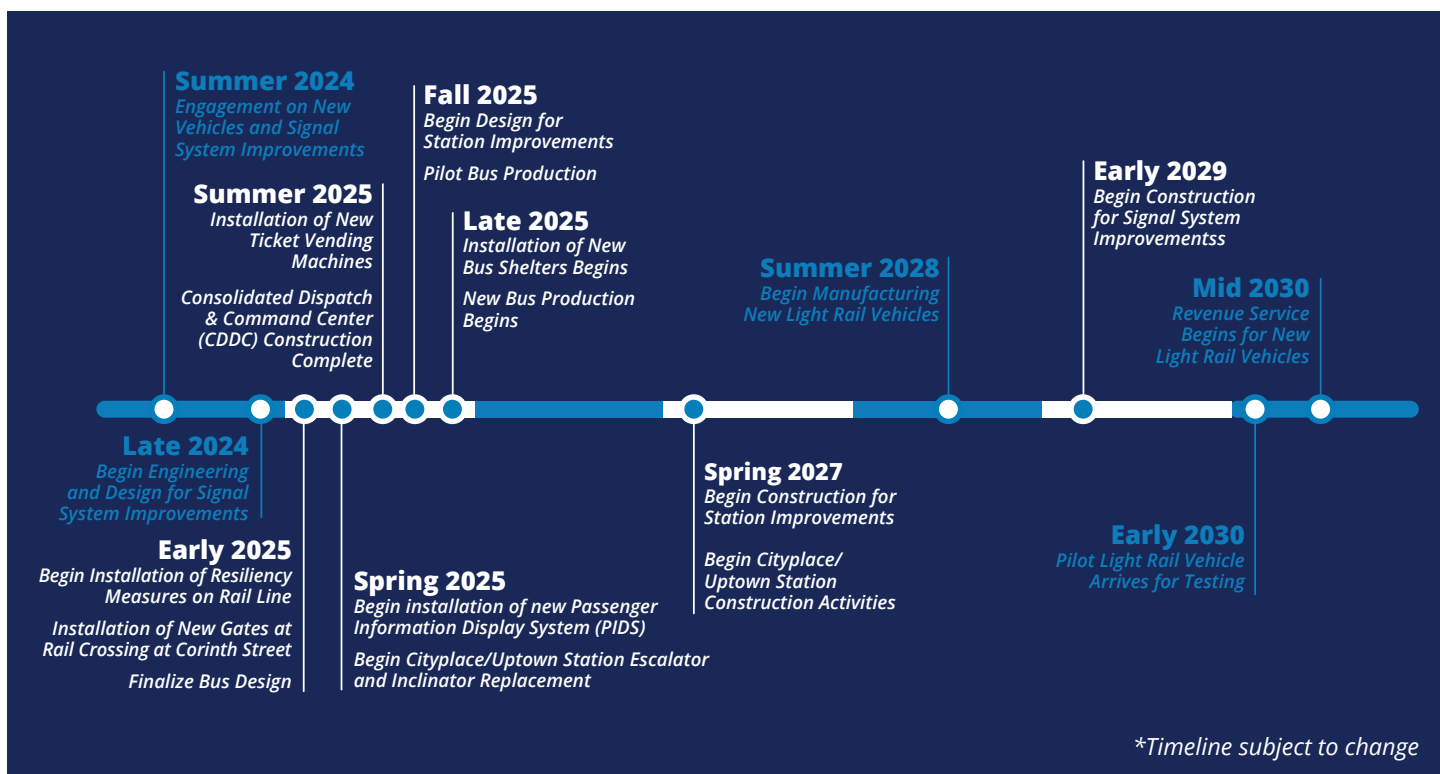 Summer 2024
Engagement on New
Vehicles and Signal
System Improvements
Fall 2025
Begin Design for
Station Improvements
Pilot Bus Production
Summer 2025
Installation of New
Ticket Vending
Machines
Consolidated Dispatch
& Command Center
(CDDC) Construction
Complete
Late 2025
Installation of New
Bus Shelters Begins
New Bus Production
Begins
Summer 2028
Begin Manufacturing
New Light Rail Vehicles
Early 2029
Begin Construction
for Signal System
Improvementss
Mid 2030
Revenue Service
Begins for New
Light Rail Vehicles
Late 2024
Begin Engineering
and Design for Signal
System Improvements
Early 2025
Begin Installation of Resiliency
Measures on Rail Line
Installation of New Gates at
Rail Crossing at Corinth Street
Finalize Bus Design
Spring 2025
Begin installation of new Passenger
Information Display System (PIDS)
Begin Cityplace/Uptown Station Escalator
and Inclinator Replacement
Spring 2027
Begin Construction for
Station Improvements
Begin Cityplace/
Uptown Station
Construction Activities
Early 2030
Pilot Light Rail Vehicle
Arrives for Testing
*Timeline subject to change